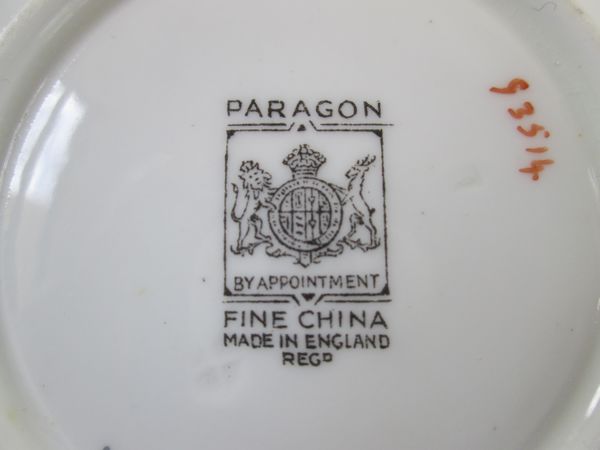 PARAGON
BY APPOINTMENT
FINE CHINA
MADE IN ENGLAND
REGᴰ
93514